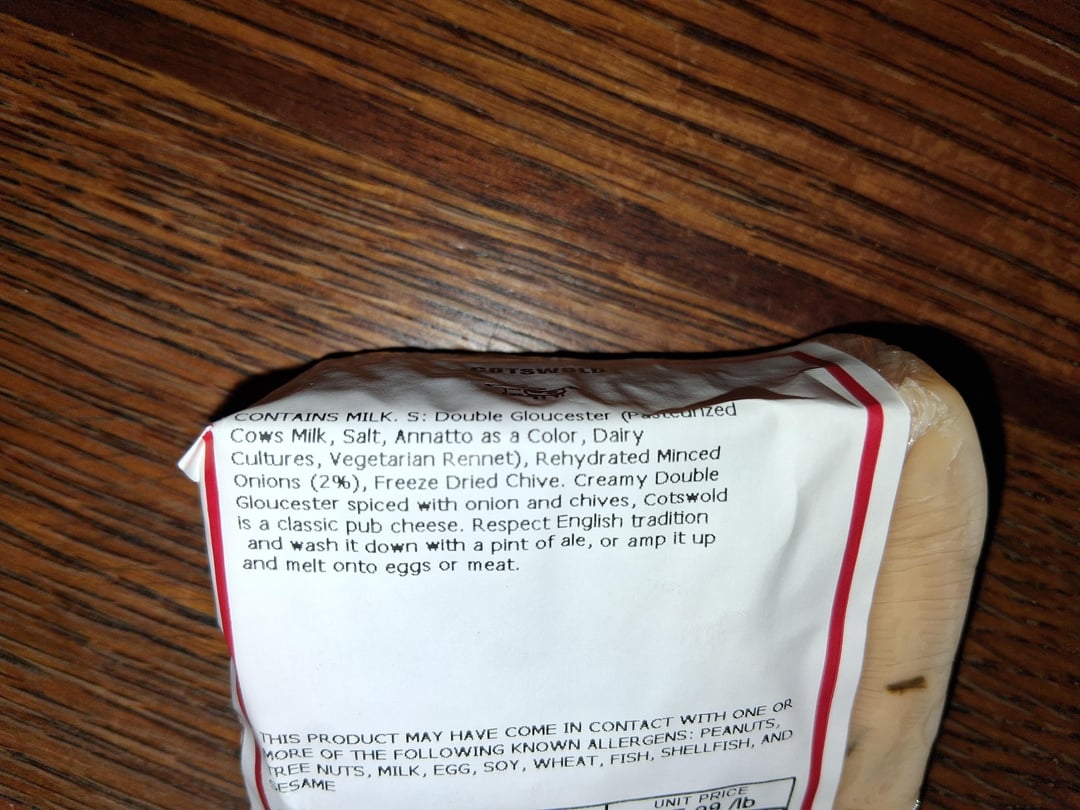 COTSWOLD
CONTAINS MILK. S: Double Gloucester (Pasteurized
Cows Milk, Salt, Annatto as a Color, Dairy
Cultures, Vegetarian Rennet), Rehydrated Minced
Onions (2%), Freeze Dried Chive. Creamy Double
Gloucester spiced with onion and chives, Cotswold
is a classic pub cheese. Respect English tradition
and wash it down with a pint of ale, or amp it up
and melt onto eggs or meat.
THIS PRODUCT MAY HAVE COME IN CONTACT WITH ONE OR
MORE OF THE FOLLOWING KNOWN ALLERGENS: PEANUTS,
TREE NUTS, MILK, EGG, SOY, WHEAT, FISH, SHELLFISH, AND
SESAME
UNIT PRICE
/lb